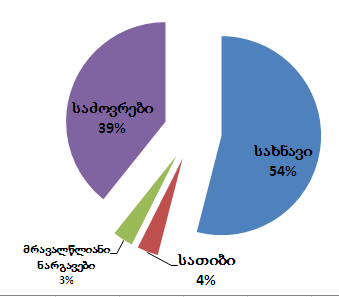 საძოვრები
39%
სახნავი
54%
მრავალწლიანი
ნარგავები
3%
სათიბი
4%